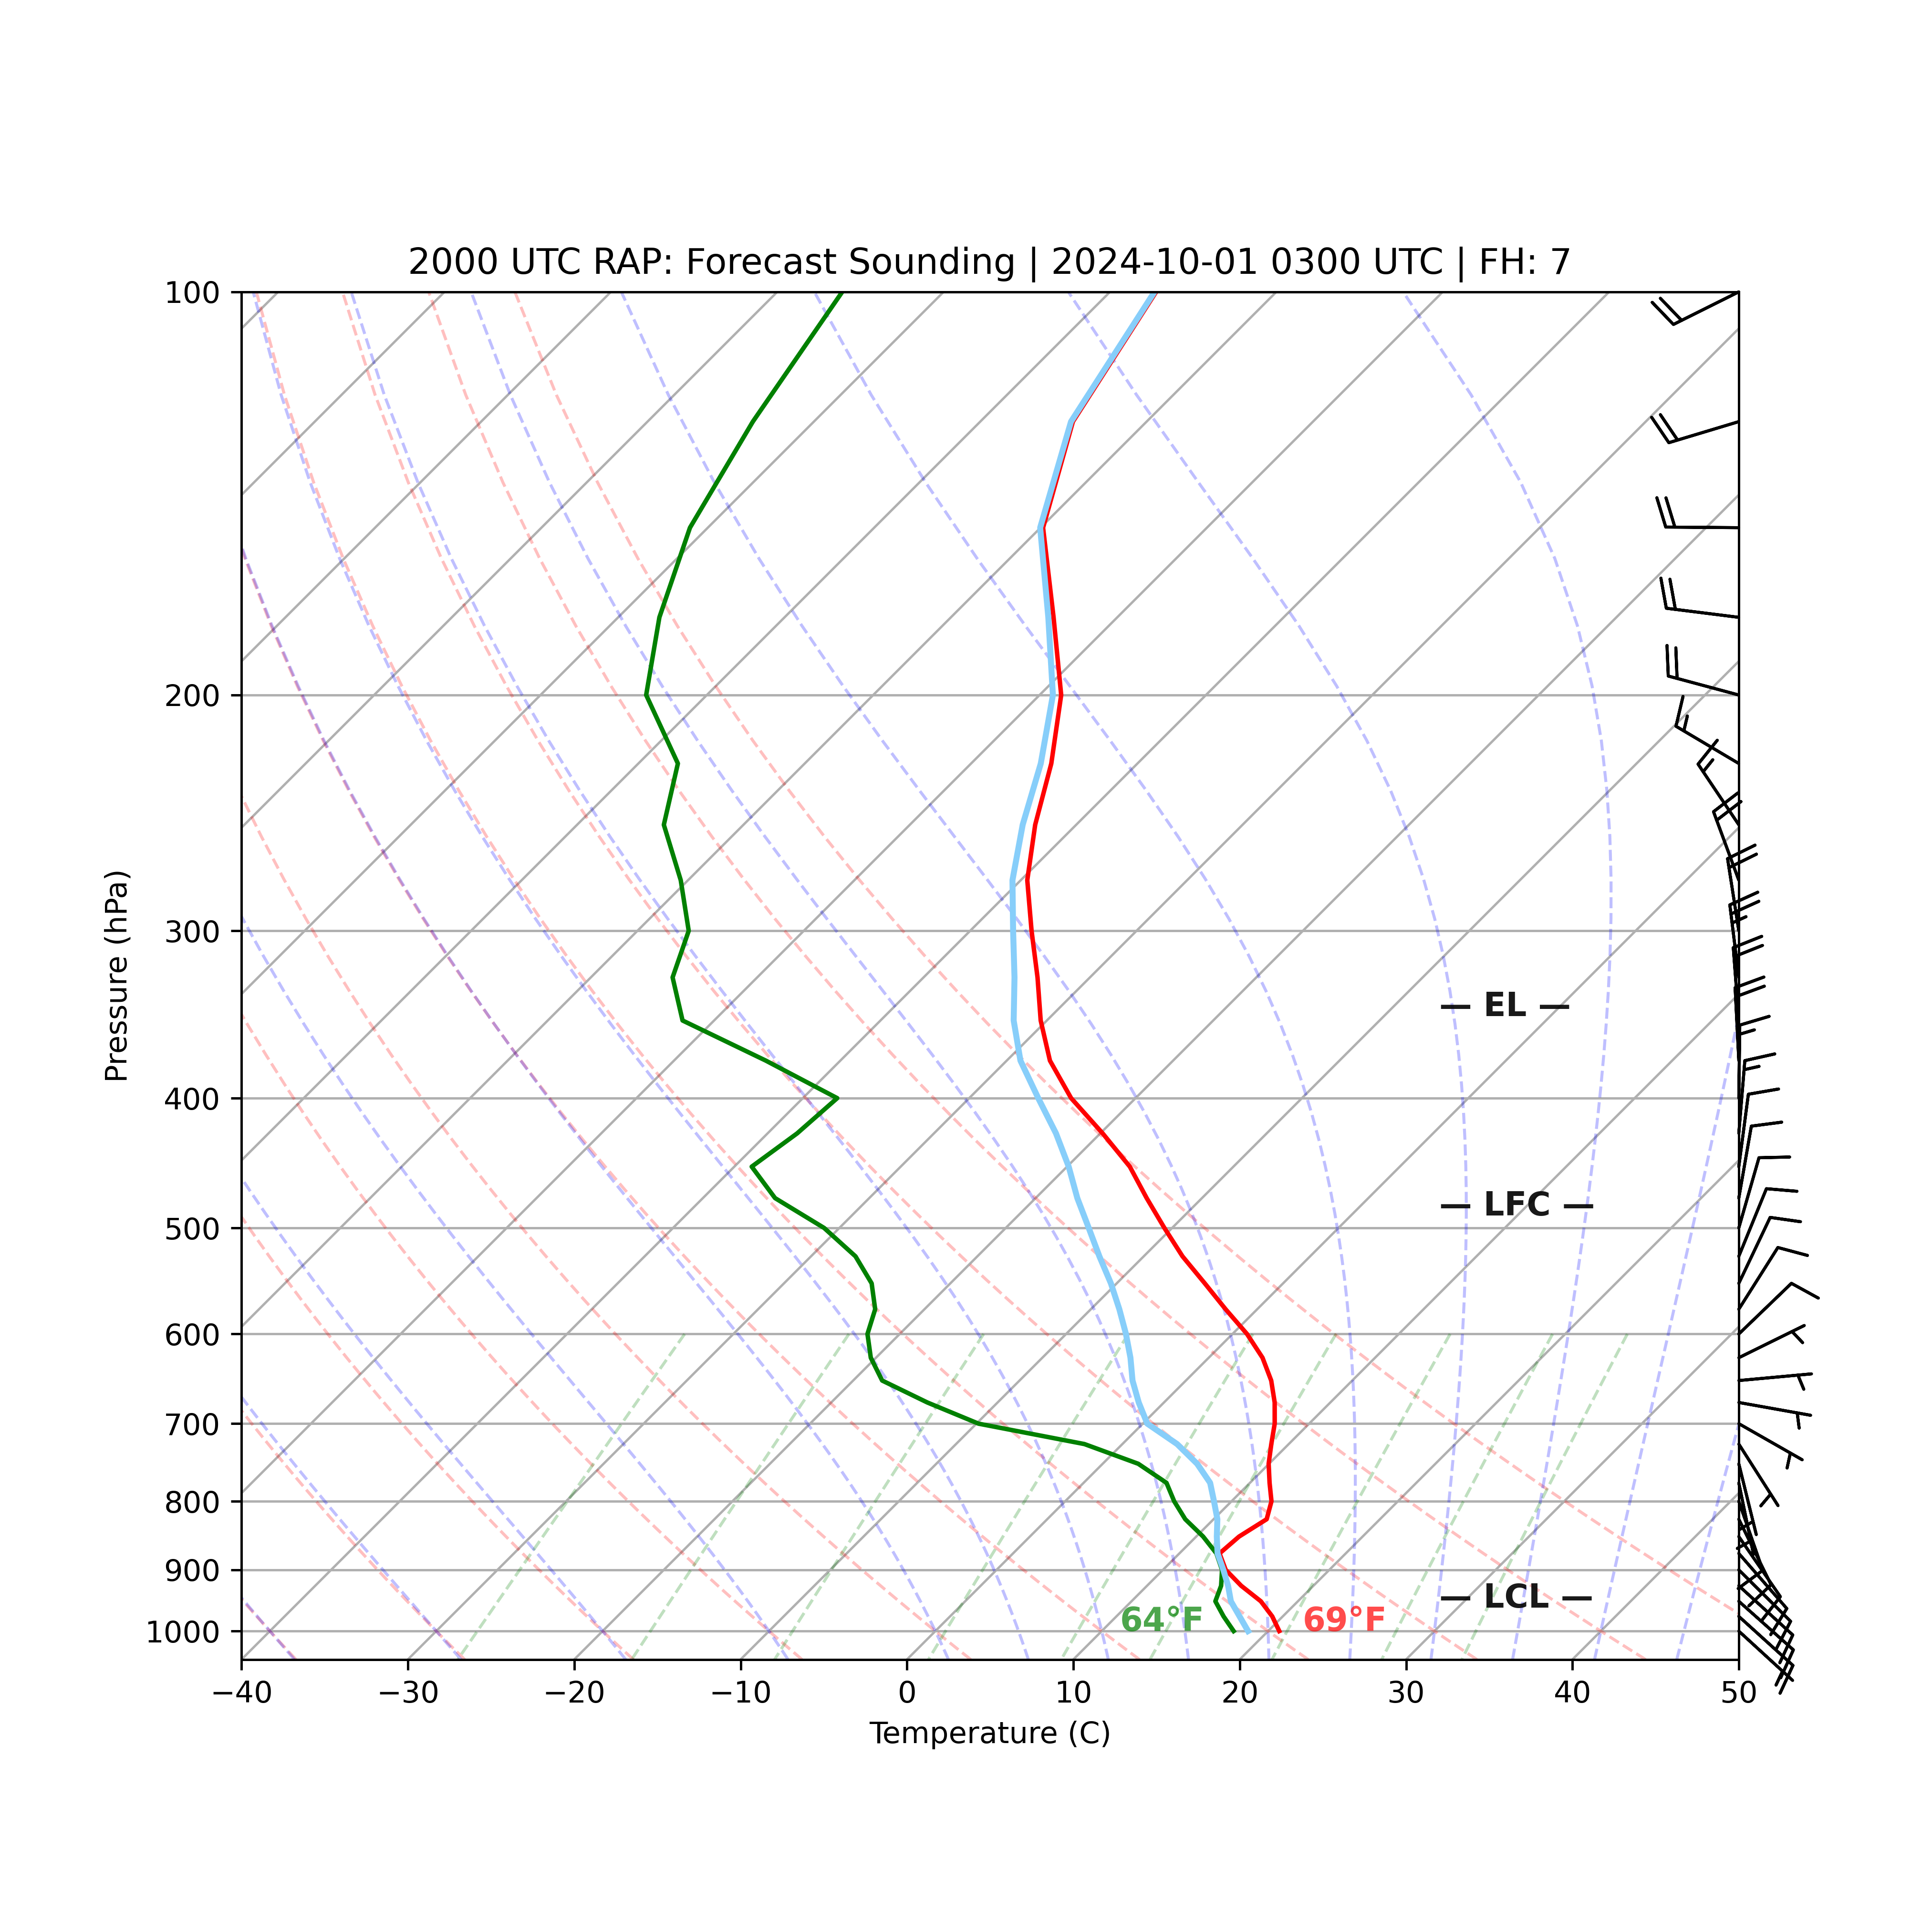 2000 UTC RAP: Forecast Sounding | 2024-10-01 0300 UTC | FH: 7
100
200
300
400
500
600
700
800
900
1000
Pressure (hPa)
— EL —
— LFC —
— LCL —
64°F
69°F
−40
−30
−20
−10
0
10
20
30
40
50
Temperature (C)